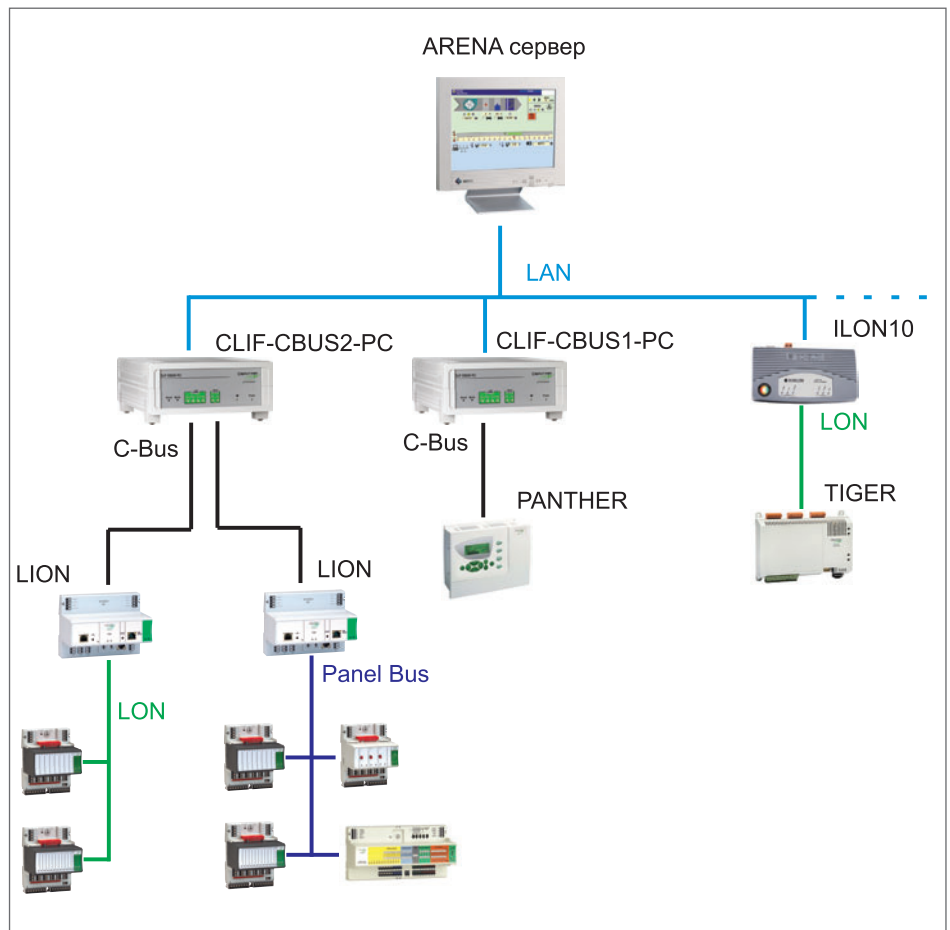 ARENA сервер
LAN
CLIF-CBUS2-PC
CLIF-CBUS1-PC
ILON10
C-Bus
C-Bus
LON
PANTHER
TIGER
LION
LION
Panel Bus
LON